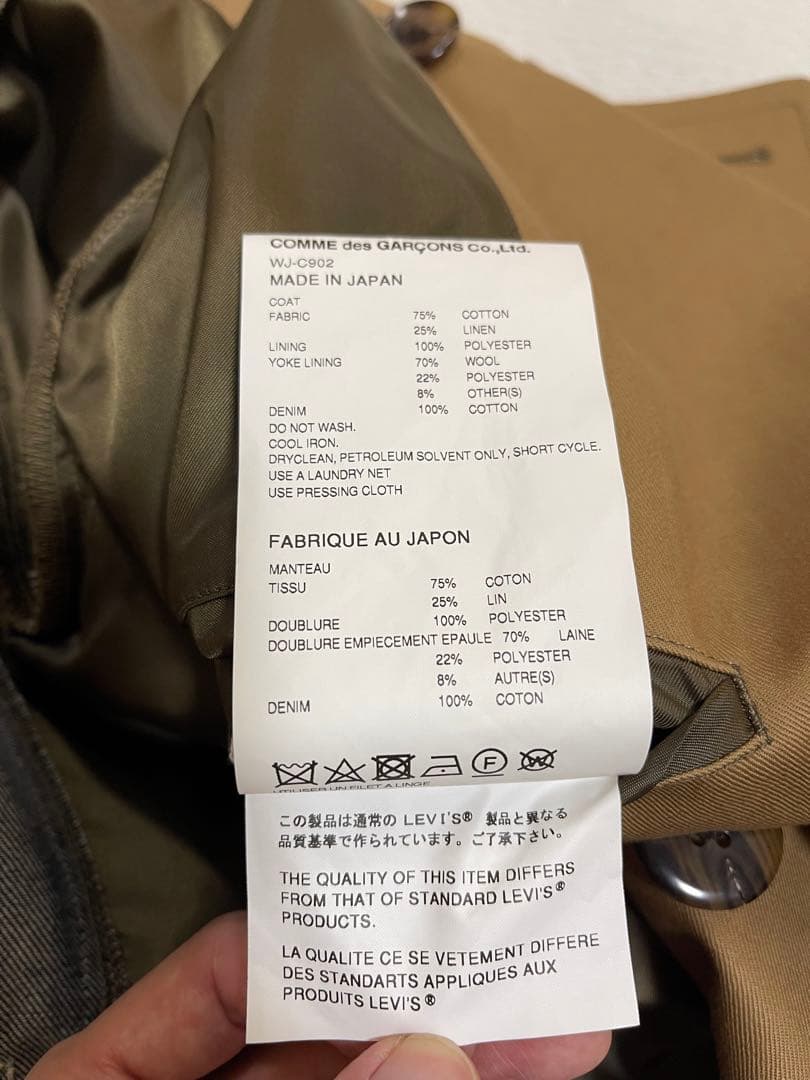 COMME des GARÇONS Co.,Ltd.
WJ-C902
MADE IN JAPAN
COAT
FABRIC 75% COTTON
25% LINEN
LINING 100% POLYESTER
YOKE LINING 70% WOOL
22% POLYESTER
8% OTHER(S)
DENIM 100% COTTON
DO NOT WASH.
COOL IRON.
DRYCLEAN, PETROLEUM SOLVENT ONLY, SHORT CYCLE.
USE A LAUNDRY NET
USE PRESSING CLOTH
FABRIQUE AU JAPON
MANTEAU
TISSU 75% COTON
25% LIN
DOUBLURE 100% POLYESTER
DOUBLURE EMPIECEMENT EPAULE 70% LAINE
22% POLYESTER
8% AUTRE(S)
DENIM 100% COTON
F W
UTILISER UN FILET A LINGE
この製品は通常の LEVI'S® 製品と異なる
品質基準で作られています。ご了承下さい。
THE QUALITY OF THIS ITEM DIFFERS
FROM THAT OF STANDARD LEVI'S®
PRODUCTS.
LA QUALITE CE SE VETEMENT DIFFERE
DES STANDARTS APPLIQUES AUX
PRODUITS LEVI'S®